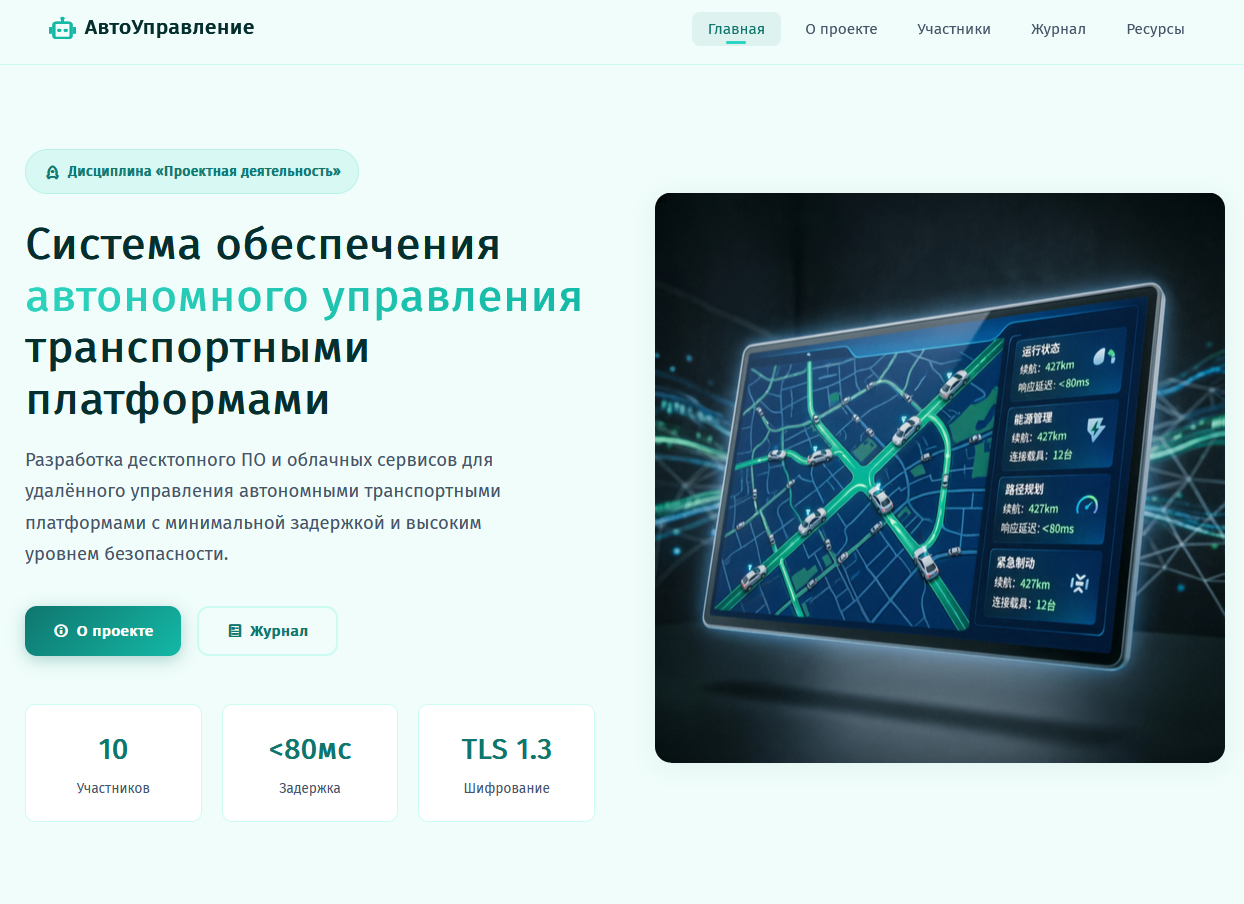 АвтоУправление
Главная
О проекте
Участники
Журнал
Ресурсы
Дисциплина «Проектная деятельность»
Система обеспечения
автономного управления
транспортными
платформами
Разработка десктопного ПО и облачных сервисов для
удалённого управления автономными транспортными
платформами с минимальной задержкой и высоким
уровнем безопасности.
О проекте
Журнал
10
Участников
<80мс
Задержка
TLS 1.3
Шифрование
运行状态
续航: 427km
响应延迟: <80ms
能源管理
续航: 427km
连接载具: 12台
路径规划
续航: 427km
响应延迟: <80ms
紧急制动
续航: 427km
连接载具: 12台